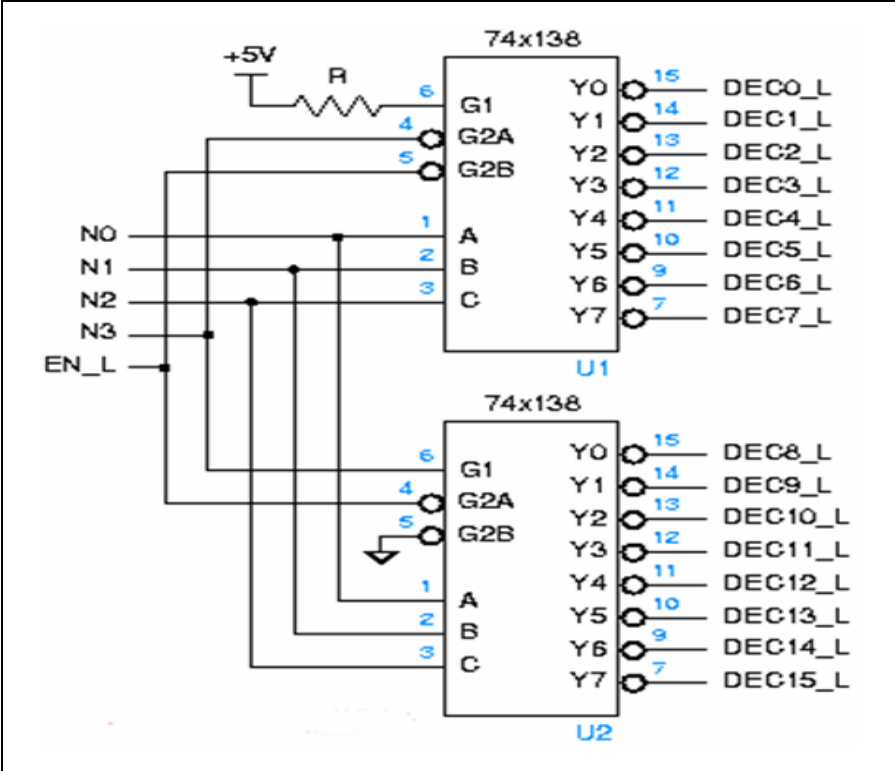 74x138
+5V
R
6 G1
4 G2A
5 G2B
N0 1 A
N1 2 B
N2 3 C
N3
EN_L
Y0 15 DEC0_L
Y1 14 DEC1_L
Y2 13 DEC2_L
Y3 12 DEC3_L
Y4 11 DEC4_L
Y5 10 DEC5_L
Y6 9 DEC6_L
Y7 7 DEC7_L
U1
74x138
6 G1
4 G2A
5 G2B
1 A
2 B
3 C
Y0 15 DEC8_L
Y1 14 DEC9_L
Y2 13 DEC10_L
Y3 12 DEC11_L
Y4 11 DEC12_L
Y5 10 DEC13_L
Y6 9 DEC14_L
Y7 7 DEC15_L
U2